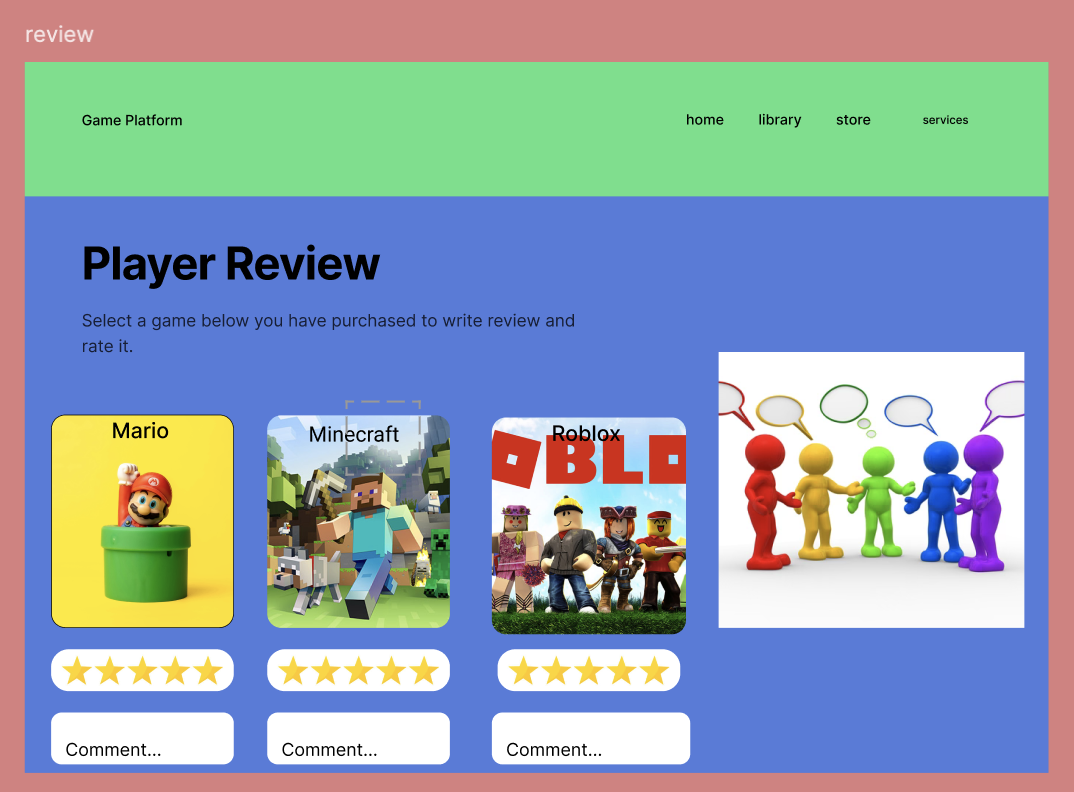 review
Game Platform
home library store services
Player Review
Select a game below you have purchased to write review and
rate it.
Mario
Minecraft
Roblox
BLO
Comment...
Comment...
Comment...